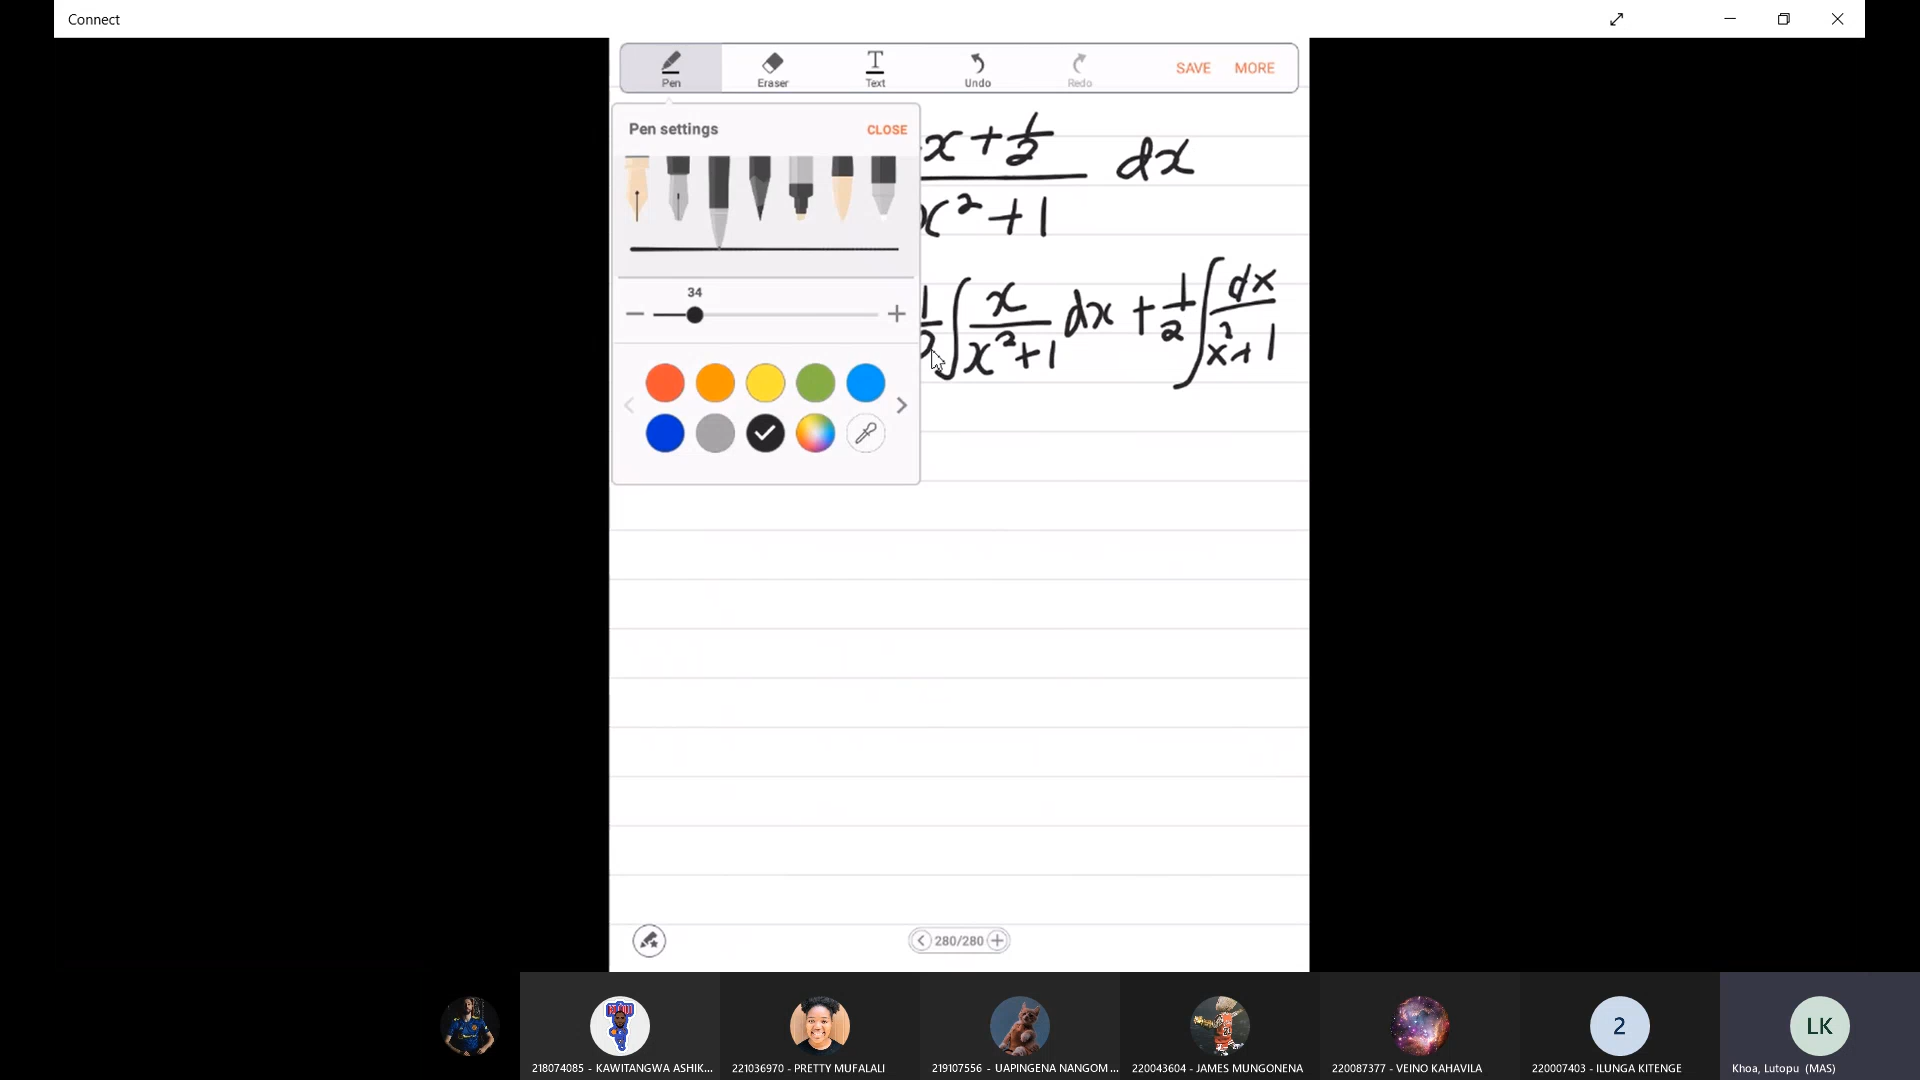 Connect
Pen Eraser Text Undo Redo SAVE MORE
Pen settings CLOSE
34
x + 1/2 dx
x² + 1
1/2 ∫ x/(x² + 1) dx + 1/2 ∫ dx/(x² + 1)
280/280
2 LK
218074085 - KAWITANGWA ASHIK... 221036970 - PRETTY MUFALALI 219107556 - UAPINGENA NANGOM ... 220043604 - JAMES MUNGONENA 220087377 - VEINO KAHAVILA 220007403 - ILUNGA KITENGE Khoa, Lutopu (MAS)